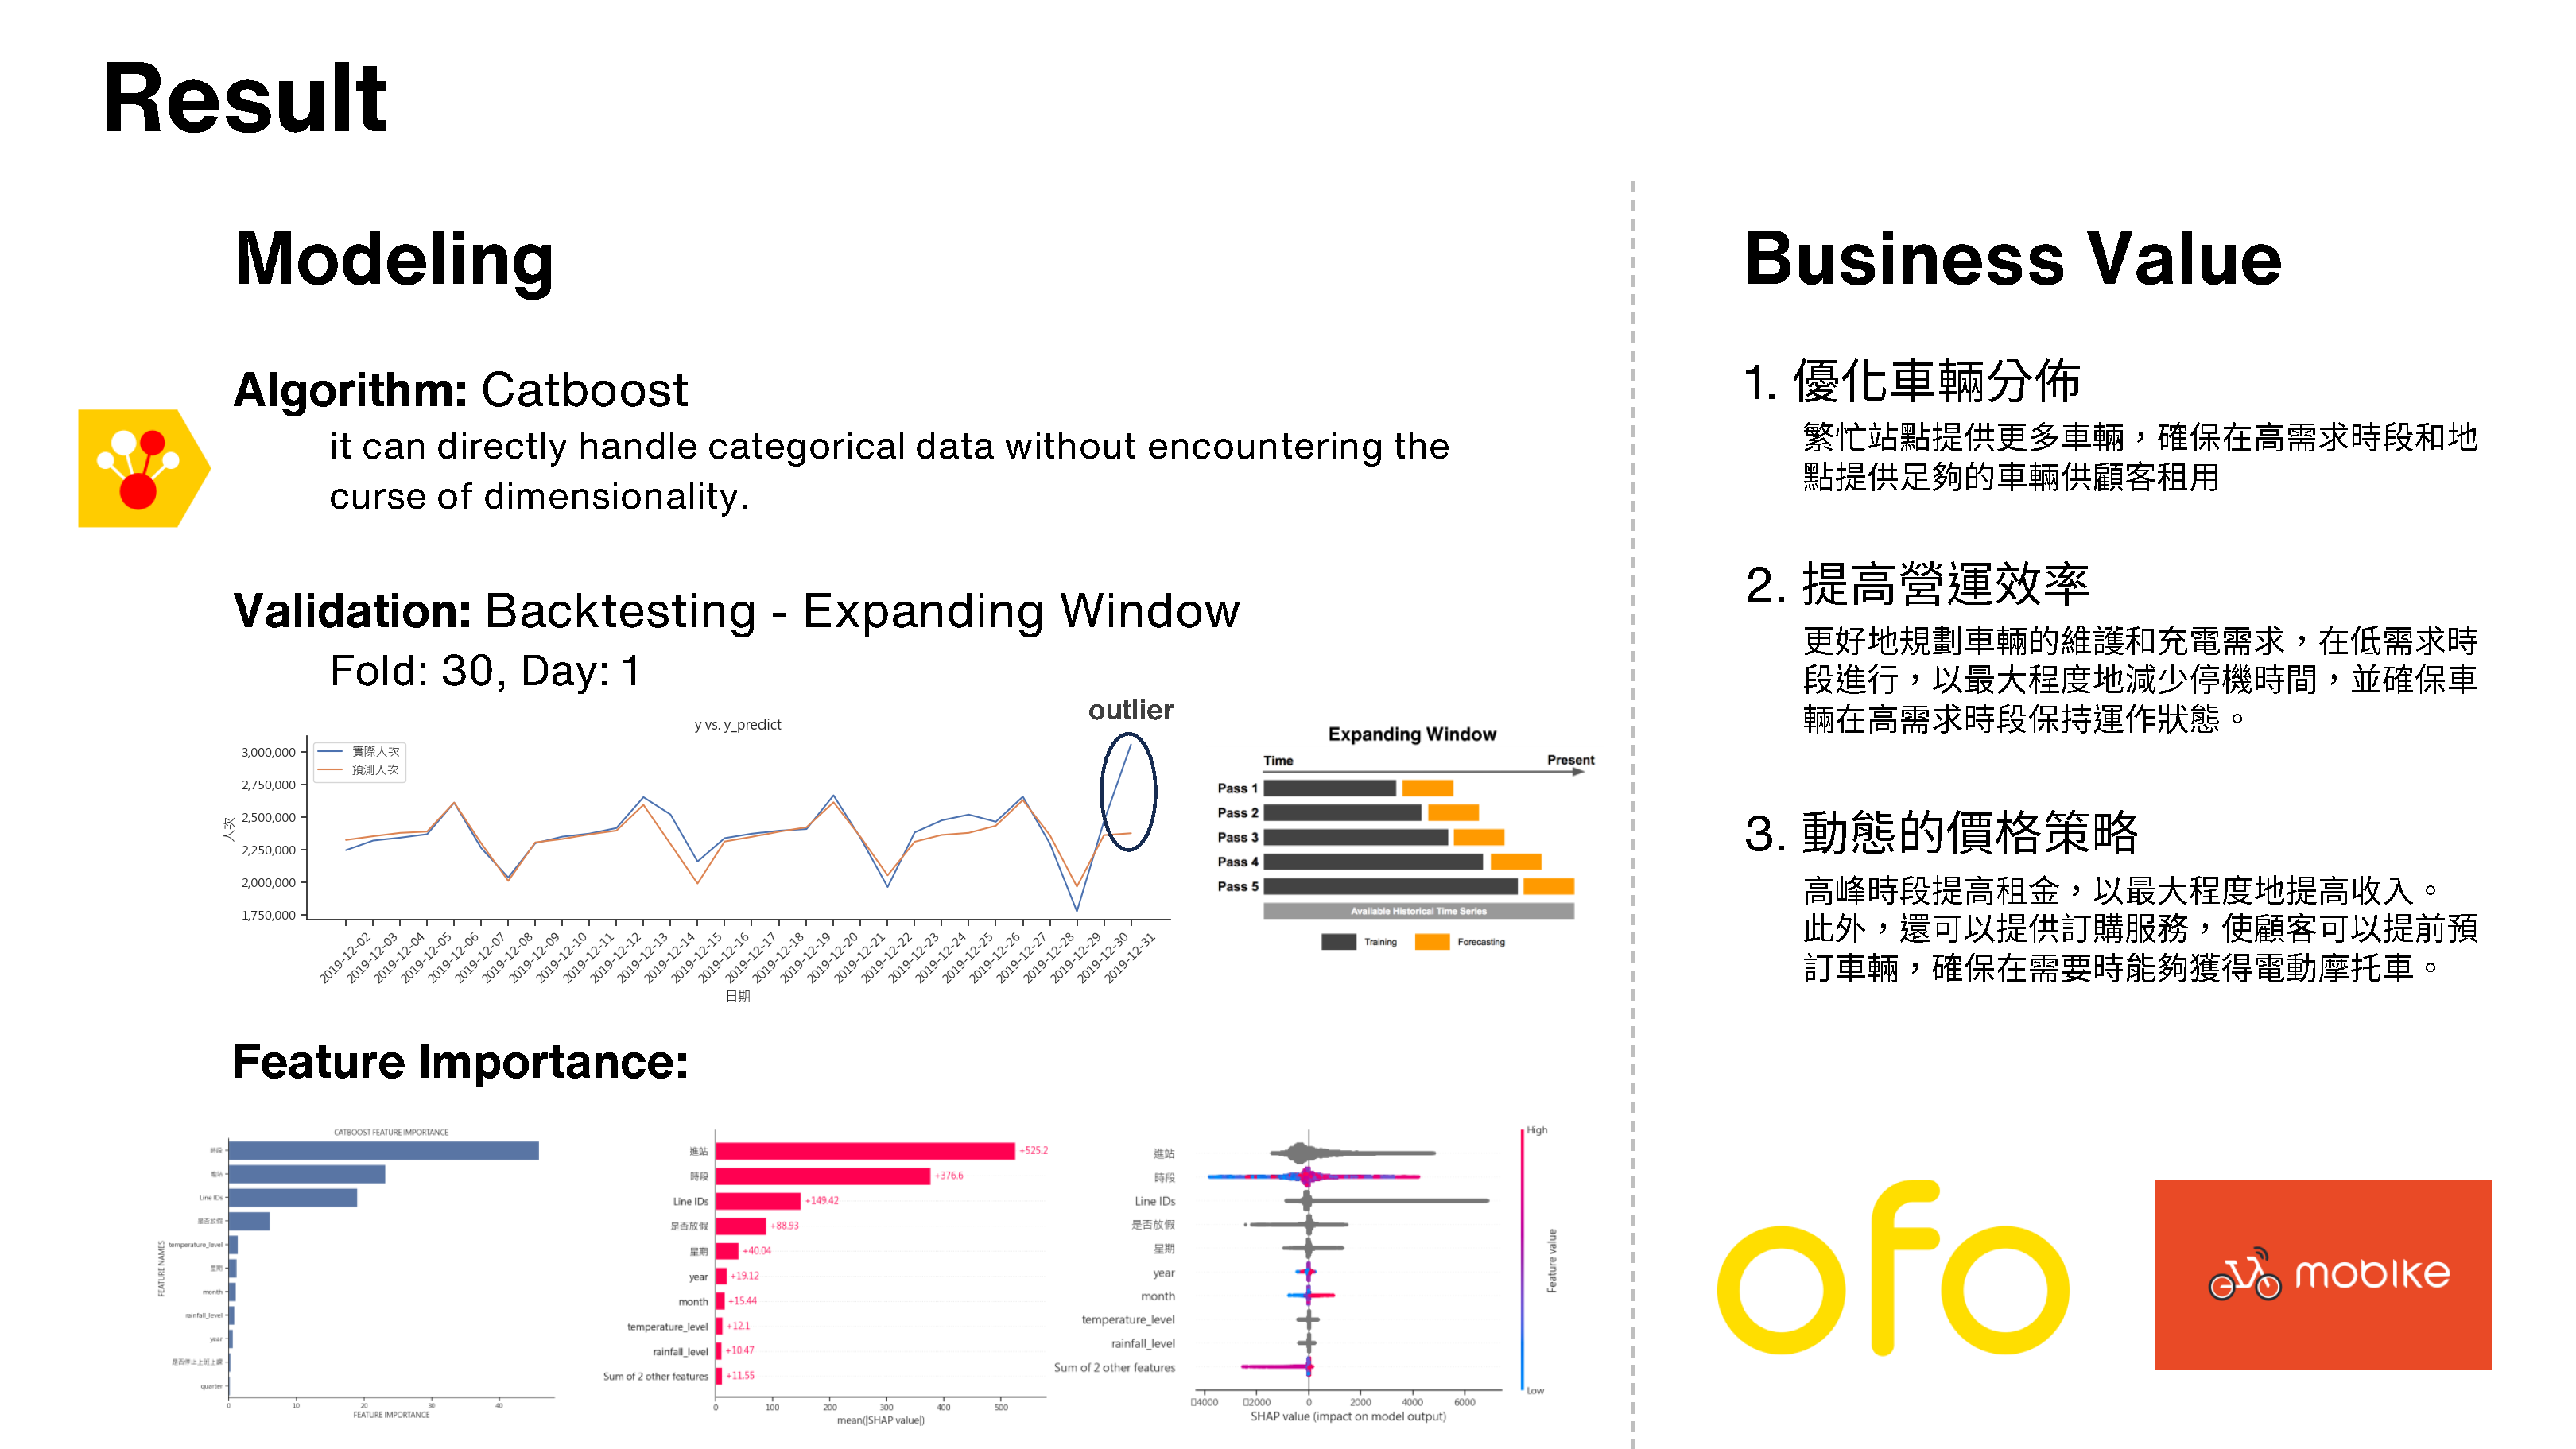 Result
Modeling
Algorithm: Catboost
it can directly handle categorical data without encountering the
curse of dimensionality.
Validation: Backtesting - Expanding Window
Fold: 30, Day: 1
outlier
y vs. y_predict
實際人次
預測人次
人次
3,000,000
2,750,000
2,500,000
2,250,000
2,000,000
1,750,000
2019-12-02
2019-12-03
2019-12-04
2019-12-05
2019-12-06
2019-12-07
2019-12-08
2019-12-09
2019-12-10
2019-12-11
2019-12-12
2019-12-13
2019-12-14
2019-12-15
2019-12-16
2019-12-17
2019-12-18
2019-12-19
2019-12-20
2019-12-21
2019-12-22
2019-12-23
2019-12-24
2019-12-25
2019-12-26
2019-12-27
2019-12-28
2019-12-29
2019-12-30
2019-12-31
日期
Expanding Window
Time
Present
Pass 1
Pass 2
Pass 3
Pass 4
Pass 5
Available Historical Time Series
Training
Forecasting
Feature Importance:
CATBOOST FEATURE IMPORTANCE
FEATURE NAMES
時段
進站
Line IDs
是否放假
temperature_level
星期
month
rainfall_level
year
是否停止上班上課
quarter
0 10 20 30 40
FEATURE IMPORTANCE
進站 +525.2
時段 +376.6
Line IDs +149.42
是否放假 +88.93
星期 +40.04
year +19.12
month +15.44
temperature_level +12.1
rainfall_level +10.47
Sum of 2 other features +11.55
0 100 200 300 400 500
mean(|SHAP value|)
進站
時段
Line IDs
是否放假
星期
year
month
temperature_level
rainfall_level
Sum of 2 other features
High
Feature value
Low
4000 2000 0 2000 4000 6000
SHAP value (impact on model output)
Business Value
1. 優化車輛分佈
繁忙站點提供更多車輛，確保在高需求時段和地
點提供足夠的車輛供顧客租用
2. 提高營運效率
更好地規劃車輛的維護和充電需求，在低需求時
段進行，以最大程度地減少停機時間，並確保車
輛在高需求時段保持運作狀態。
3. 動態的價格策略
高峰時段提高租金，以最大程度地提高收入。
此外，還可以提供訂購服務，使顧客可以提前預
訂車輛，確保在需要時能夠獲得電動摩托車。
ofo
mobike